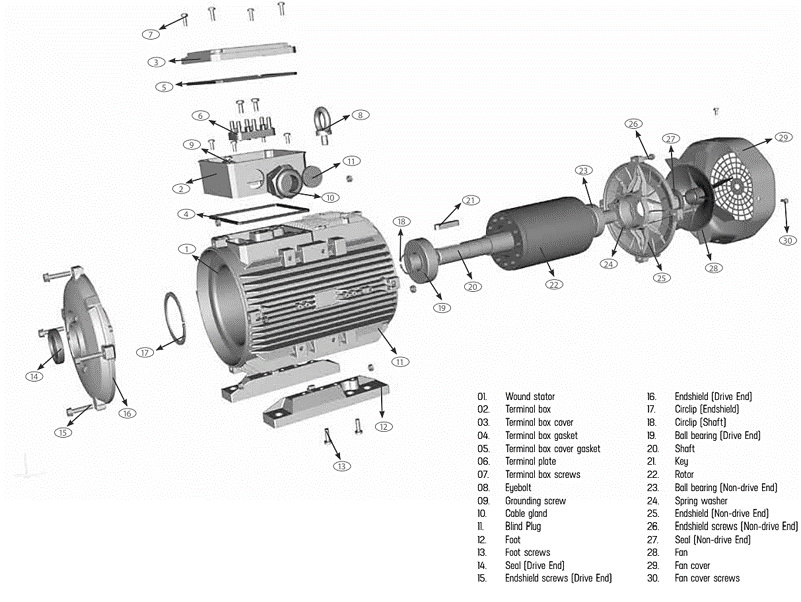 7
3
5
6
8
9
11
2
10
4
1
21
18
19
20
22
23
24
25
26
27
28
29
30
17
14
16
15
11
12
13
01. Wound stator
02. Terminal box
03. Terminal box cover
04. Terminal box gasket
05. Terminal box cover gasket
06. Terminal plate
07. Terminal box screws
08. Eyebolt
09. Grounding screw
10. Cable gland
11. Blind Plug
12. Foot
13. Foot screws
14. Seal (Drive End)
15. Endshield screws (Drive End)
16. Endshield (Drive End)
17. Circlip (Endshield)
18. Circlip (Shaft)
19. Ball bearing (Drive End)
20. Shaft
21. Key
22. Rotor
23. Ball bearing (Non-drive End)
24. Spring washer
25. Endshield (Non-drive End)
26. Endshield screws (Non-drive End)
27. Seal (Non-drive End)
28. Fan
29. Fan cover
30. Fan cover screws